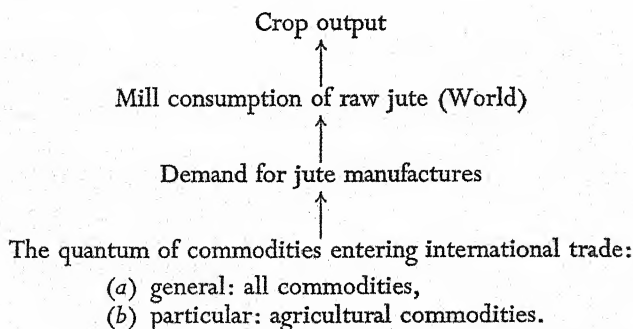 Crop output
Mill consumption of raw jute (World)
Demand for jute manufactures
The quantum of commodities entering international trade:
(a) general: all commodities,
(b) particular: agricultural commodities.